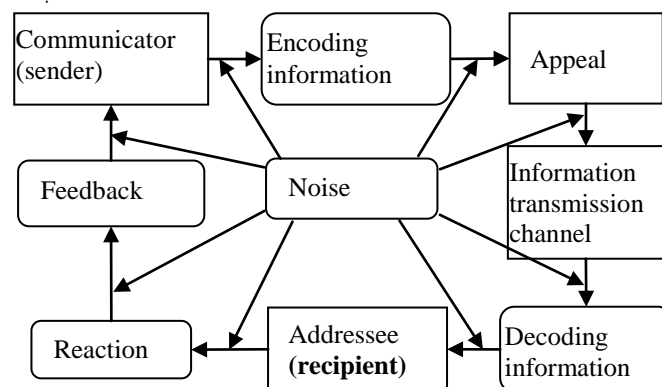 Communicator
(sender)
Encoding
information
Appeal
Feedback
Noise
Information
transmission
channel
Reaction
Addressee
(recipient)
Decoding
information